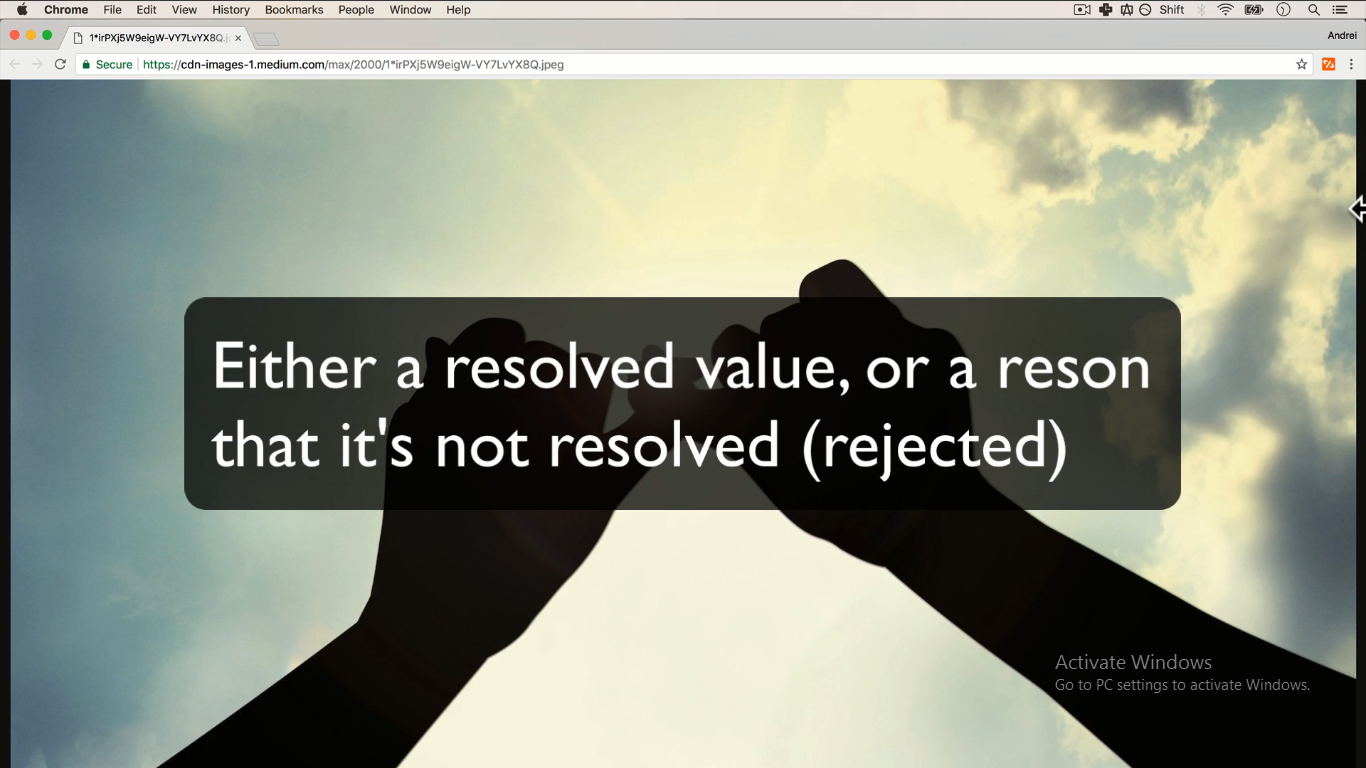 Chrome File Edit View History Bookmarks People Window Help Shift
1*irPXj5W9eigW-VY7LvYX8Q.j Andrei
Secure https://cdn-images-1.medium.com/max/2000/1*irPXj5W9eigW-VY7LvYX8Q.jpeg
Either a resolved value, or a reson
that it's not resolved (rejected)
Activate Windows
Go to PC settings to activate Windows.